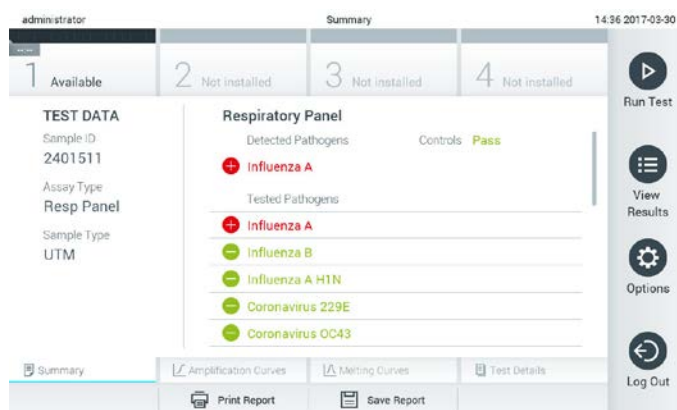 administrator Summary 14:36 2017-03-30
1 Available 2 Not installed 3 Not installed 4 Not installed
Run Test
TEST DATA
Sample ID
2401511
Assay Type
Resp Panel
Sample Type
UTM
Respiratory Panel
Detected Pathogens Controls Pass
Influenza A
Tested Pathogens
Influenza A
Influenza B
Influenza A H1N
Coronavirus 229E
Coronavirus OC43
View
Results
Options
Log Out
Summary Amplification Curves Melting Curves Test Details
Print Report Save Report